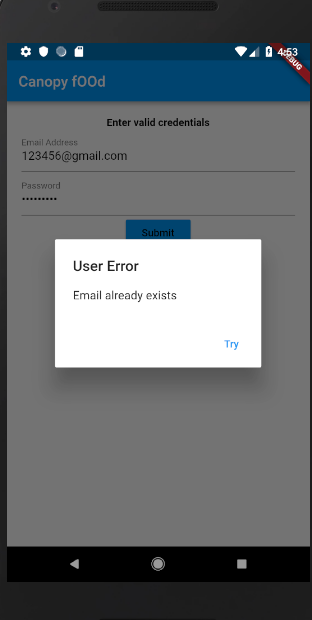 4:53
DEBUG
Canopy fOOd
Enter valid credentials
Email Address
123456@gmail.com
Password
•••••••••
Submit
User Error
Email already exists
Try